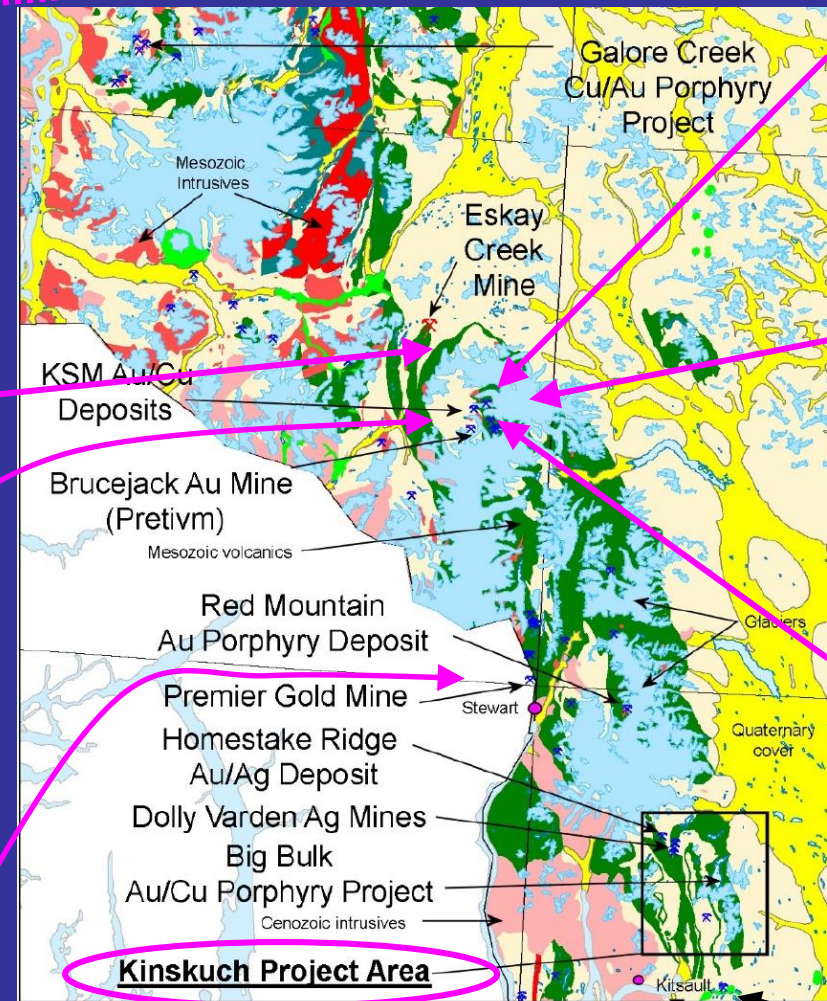 Galore Creek
Cu/Au Porphyry
Project
Mesozoic
Intrusives
Eskay
Creek
Mine
KSM Au/Cu
Deposits
Brucejack Au Mine
(Pretivm)
Mesozoic volcanics
Red Mountain
Au Porphyry Deposit
Glaciers
Premier Gold Mine
Stewart
Homestake Ridge
Au/Ag Deposit
Quaternary
cover
Dolly Varden Ag Mines
Big Bulk
Au/Cu Porphyry Project
Cenozoic intrusives
Kinskuch Project Area
Kitsault